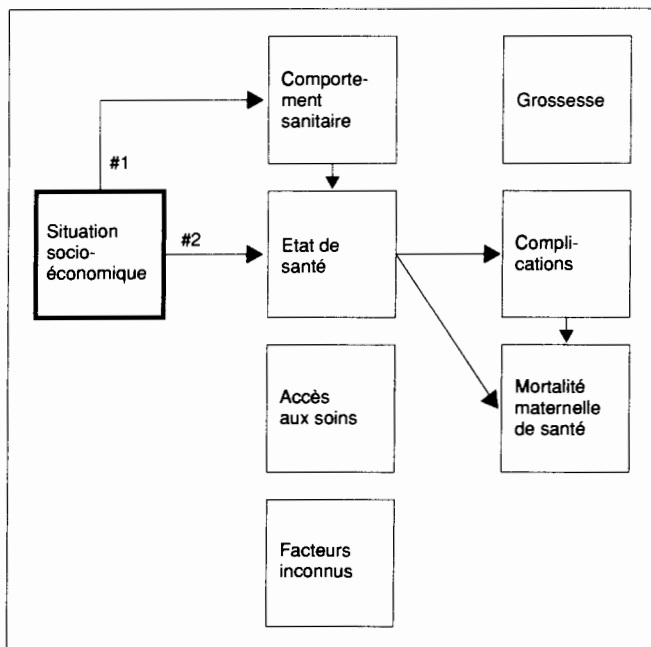 Comporte-
ment
sanitaire
Grossesse
#1
Situation
socio-
économique
#2
Etat de
santé
Compli-
cations
Accès
aux soins
Mortalité
maternelle
de santé
Facteurs
inconnus